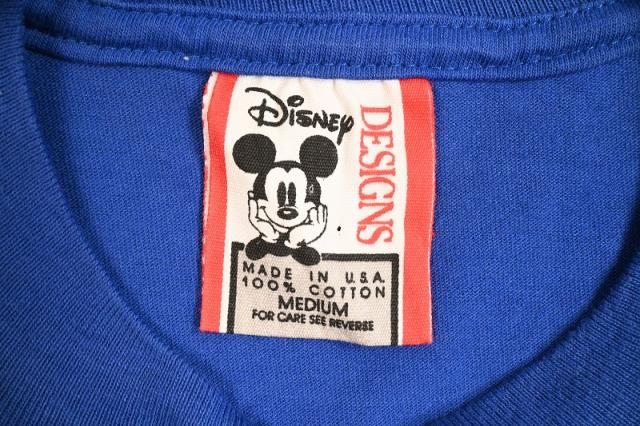 Disney
DESIGNS
MADE IN U.S.A.
100% COTTON
MEDIUM
FOR CARE SEE REVERSE